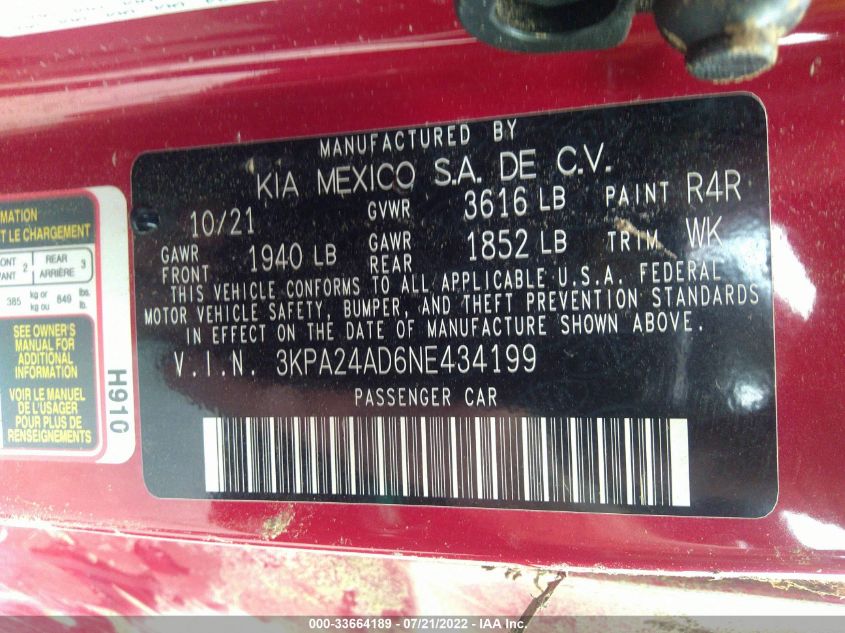 MANUFACTURED BY
KIA MEXICO S.A. DE C.V.
10/21 GVWR 3616 LB PAINT R4R
GAWR FRONT 1940 LB GAWR REAR 1852 LB TRIM WK
THIS VEHICLE CONFORMS TO ALL APPLICABLE U.S.A. FEDERAL
MOTOR VEHICLE SAFETY, BUMPER, AND THEFT PREVENTION STANDARDS
IN EFFECT ON THE DATE OF MANUFACTURE SHOWN ABOVE.
V.I.N. 3KPA24AD6NE434199
PASSENGER CAR
LE CHARGEMENT
2 REAR 3
ARRIÈRE
385 kg or 849 lbs.
kg ou lb.
SEE OWNER'S
MANUAL FOR
ADDITIONAL
INFORMATION
VOIR LE MANUEL
DE L'USAGER
POUR PLUS DE
RENSEIGNEMENTS
H910
000-33664189 - 07/21/2022 - IAA Inc.